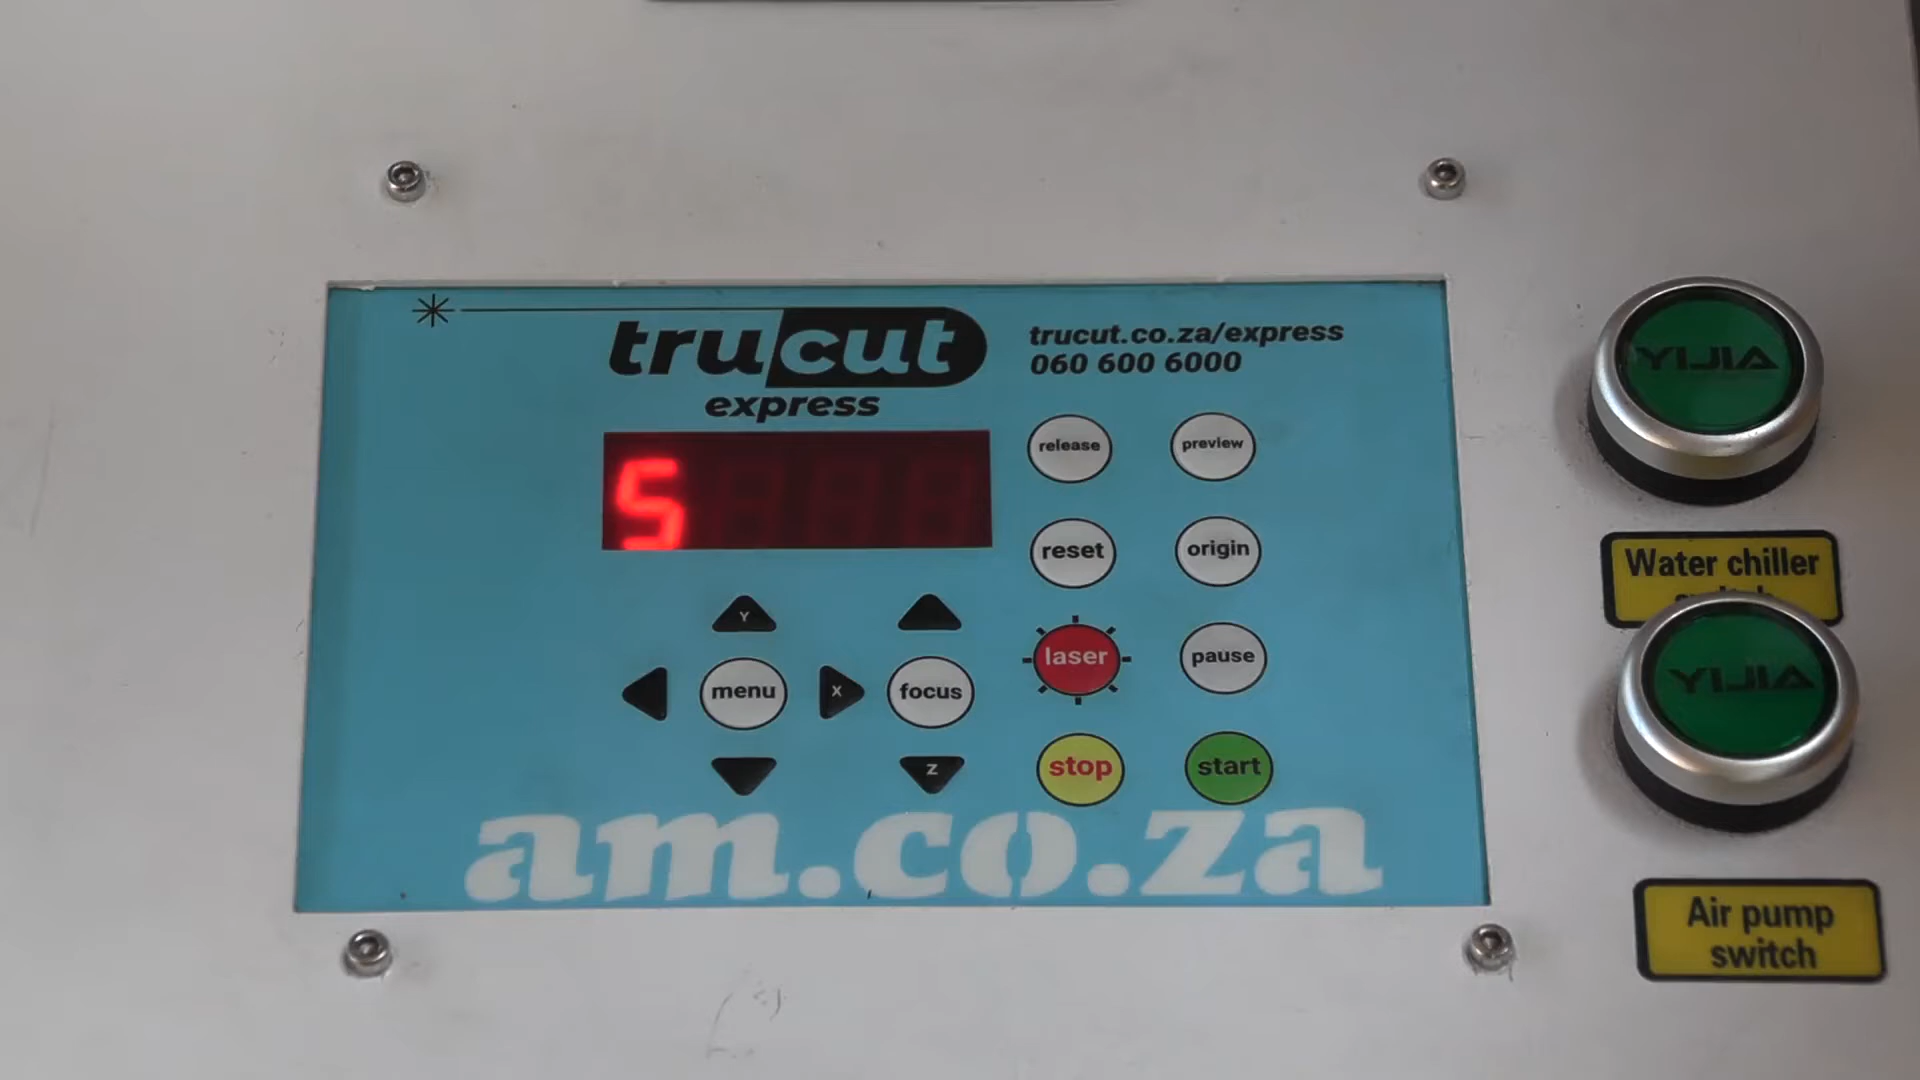 trucut
express
trucut.co.za/express
060 600 6000
5
release
preview
reset
origin
Y
menu
X
focus
Z
laser
pause
stop
start
am.co.za
YIJIA
Water chiller
switch
YIJIA
Air pump
switch